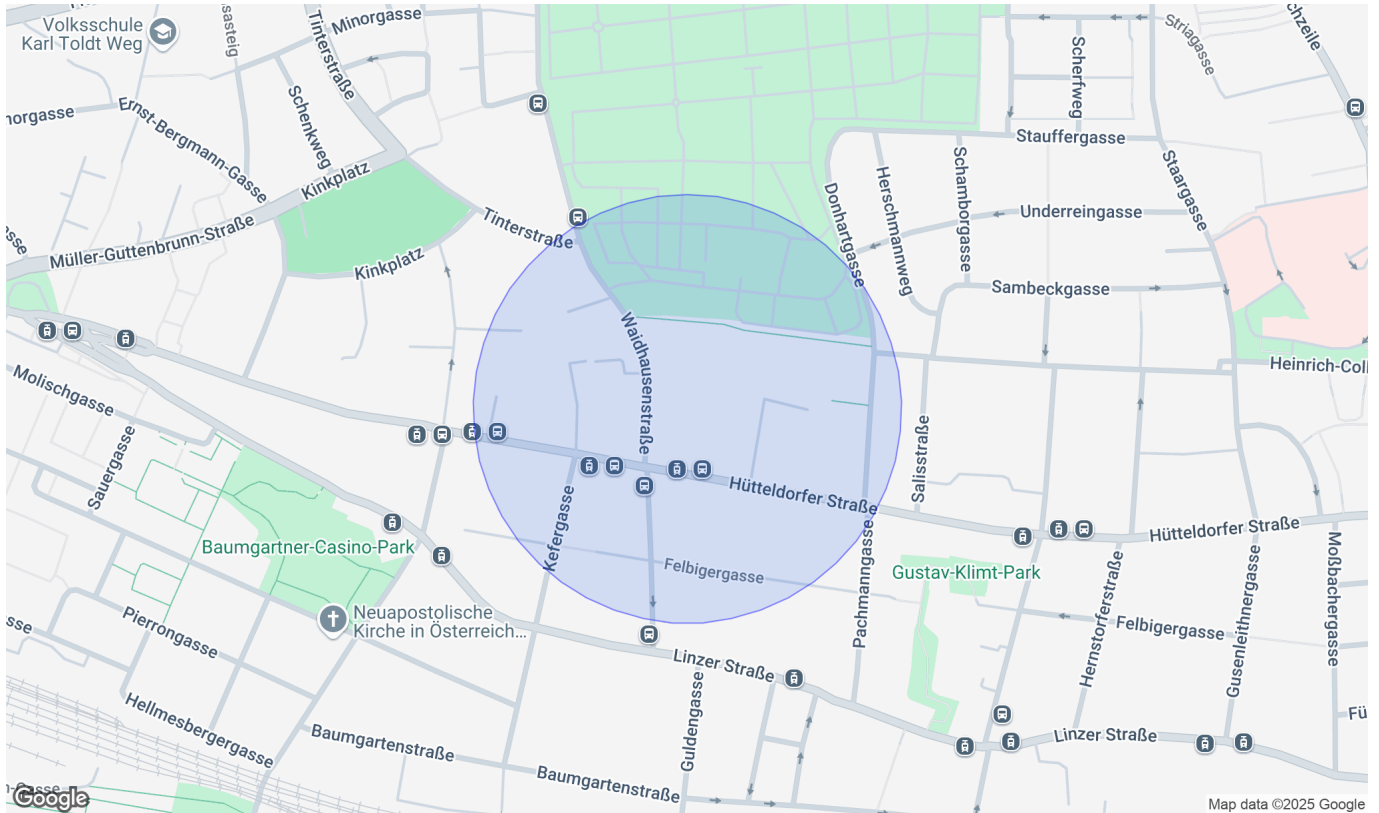 Volksschule
Karl Toldt Weg
Minorgasse
Tinterstraße
Striagasse
Scherfweg
norgasse
Ernst-Bergmann-Gasse
Schenkweg
Kinkplatz
Stauffergasse
Schamborgasse
Staargasse
Herschmannweg
Donhartgasse
Underreingasse
Tinterstraße
Müller-Guttenbrunn-Straße
Kinkplatz
Sambeckgasse
Waidhausenstraße
Molischgasse
Heinrich-Coll
Sauergasse
Salisstraße
Hütteldorfer Straße
Hütteldorfer Straße
Baumgartner-Casino-Park
Kefergasse
Felbigergasse
Pachmanngasse
Gustav-Klimt-Park
Moßbachergasse
Gusenleithnergasse
Hernstorferstraße
Felbigergasse
Neuapostolische
Kirche in Österreich...
Pierrongasse
Linzer Straße
Guldengasse
Hellmesbergergasse
Baumgartenstraße
Linzer Straße
Fü
Baumgartenstraße
Google
Map data ©2025 Google